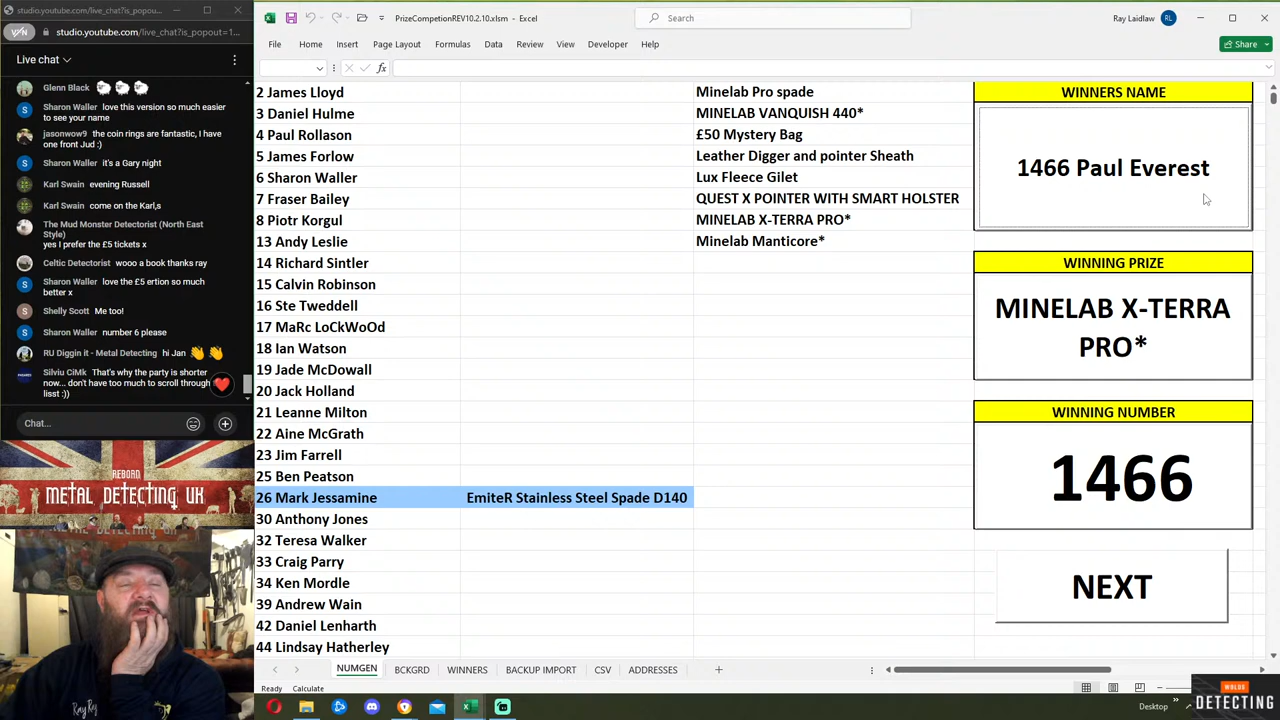 studio.youtube.com/live_chat?is_popout=1...
studio.youtube.com/live_chat?is_popout=1...
Live chat
Glenn Black
Sharon Waller love this version so much easier
to see your name
jasonwow9 the coin rings are fantastic, I have
one front Jud :)
Sharon Waller it's a Gary night
Karl Swain evening Russell
Karl Swain come on the Karl,s
The Mud Monster Detectorist (North East
Style)
yes I prefer the £5 tickets x
Celtic Detectorist wooo a book thanks ray
Sharon Waller love the £5 ertion so much
better x
Shelly Scott Me too!
Sharon Waller number 6 please
RU Diggin it - Metal Detecting hi Jan
Silviu CiMk That's why the party is shorter
now... don't have too much to scroll through
lisst :))
Chat...
REBORN
METAL DETECTING UK
PrizeCompetionREV10.2.10.xlsm - Excel
Search
Ray Laidlaw RL
File Home Insert Page Layout Formulas Data Review View Developer Help
Share
fx
2 James Lloyd
3 Daniel Hulme
4 Paul Rollason
5 James Forlow
6 Sharon Waller
7 Fraser Bailey
8 Piotr Korgul
13 Andy Leslie
14 Richard Sintler
15 Calvin Robinson
16 Ste Tweddell
17 MaRc LoCkWoOd
18 Ian Watson
19 Jade McDowall
20 Jack Holland
21 Leanne Milton
22 Aine McGrath
23 Jim Farrell
25 Ben Peatson
26 Mark Jessamine EmiteR Stainless Steel Spade D140
30 Anthony Jones
32 Teresa Walker
33 Craig Parry
34 Ken Mordle
39 Andrew Wain
42 Daniel Lenharth
44 Lindsay Hatherley
Minelab Pro spade
MINELAB VANQUISH 440*
£50 Mystery Bag
Leather Digger and pointer Sheath
Lux Fleece Gilet
QUEST X POINTER WITH SMART HOLSTER
MINELAB X-TERRA PRO*
Minelab Manticore*
WINNERS NAME
1466 Paul Everest
WINNING PRIZE
MINELAB X-TERRA
PRO*
WINNING NUMBER
1466
NEXT
NUMGEN BCKGRD WINNERS BACKUP IMPORT CSV ADDRESSES
Ready Calculate
Desktop
DETECTING